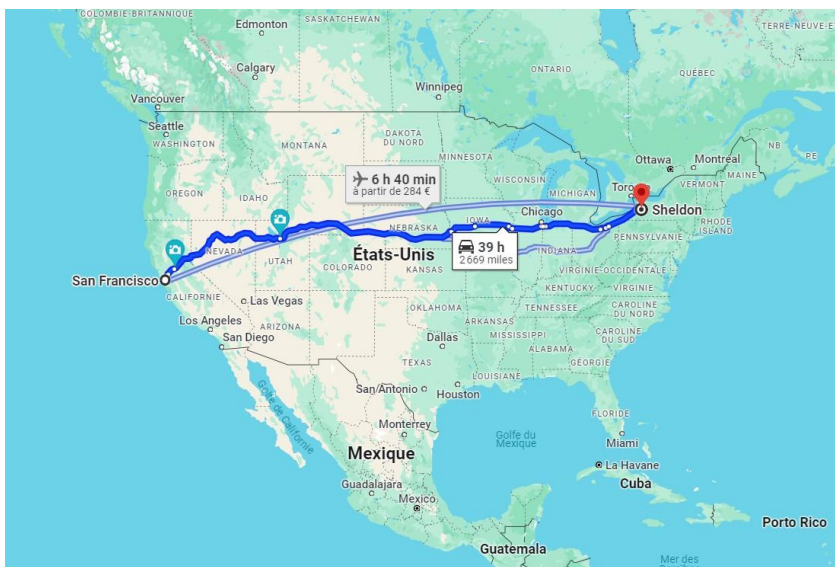 COLOMBIE-BRITANNIQUE
Edmonton
SASKATCHEWAN
TERRE-NEUVE-E
Calgary
ONTARIO
QUÉBEC
Winnipeg
Vancouver
Seattle
WASHINGTON
MONTANA
DAKOTA
DU NORD
MINNESOTA
Ottawa
Montréal
NB
PE
MAINE
6 h 40 min
à partir de 284 €
WISCONSIN
MICHIGAN
VERMONT
OREGON
IDAHO
Sheldon
IOWA
Chicago
NEBRASKA
RHODE
ISLAND
PENNSYLVANIE
NEVADA
UTAH
États-Unis
39 h
2 669 miles
INDIANA
San Francisco
COLORADO
KANSAS
VIRGINIE-OCCIDENTALE
CALIFORNIE
Las Vegas
KENTUCKY
VIRGINIE
OKLAHOMA
TENNESSEE
CAROLINE
DU NORD
Los Angeles
ARIZONA
ARKANSAS
San Diego
Dallas
MISSISSIPPI
CAROLINE
DU SUD
ALABAMA
TEXAS
GÉORGIE
LOUISIANE
San Antonio
Houston
Golfe de Californie
FLORIDE
Monterrey
Golfe du
Mexique
Miami
Mexique
La Havane
Cuba
Guadalajara
Mexico
Porto Rico
Guatemala
Mer des